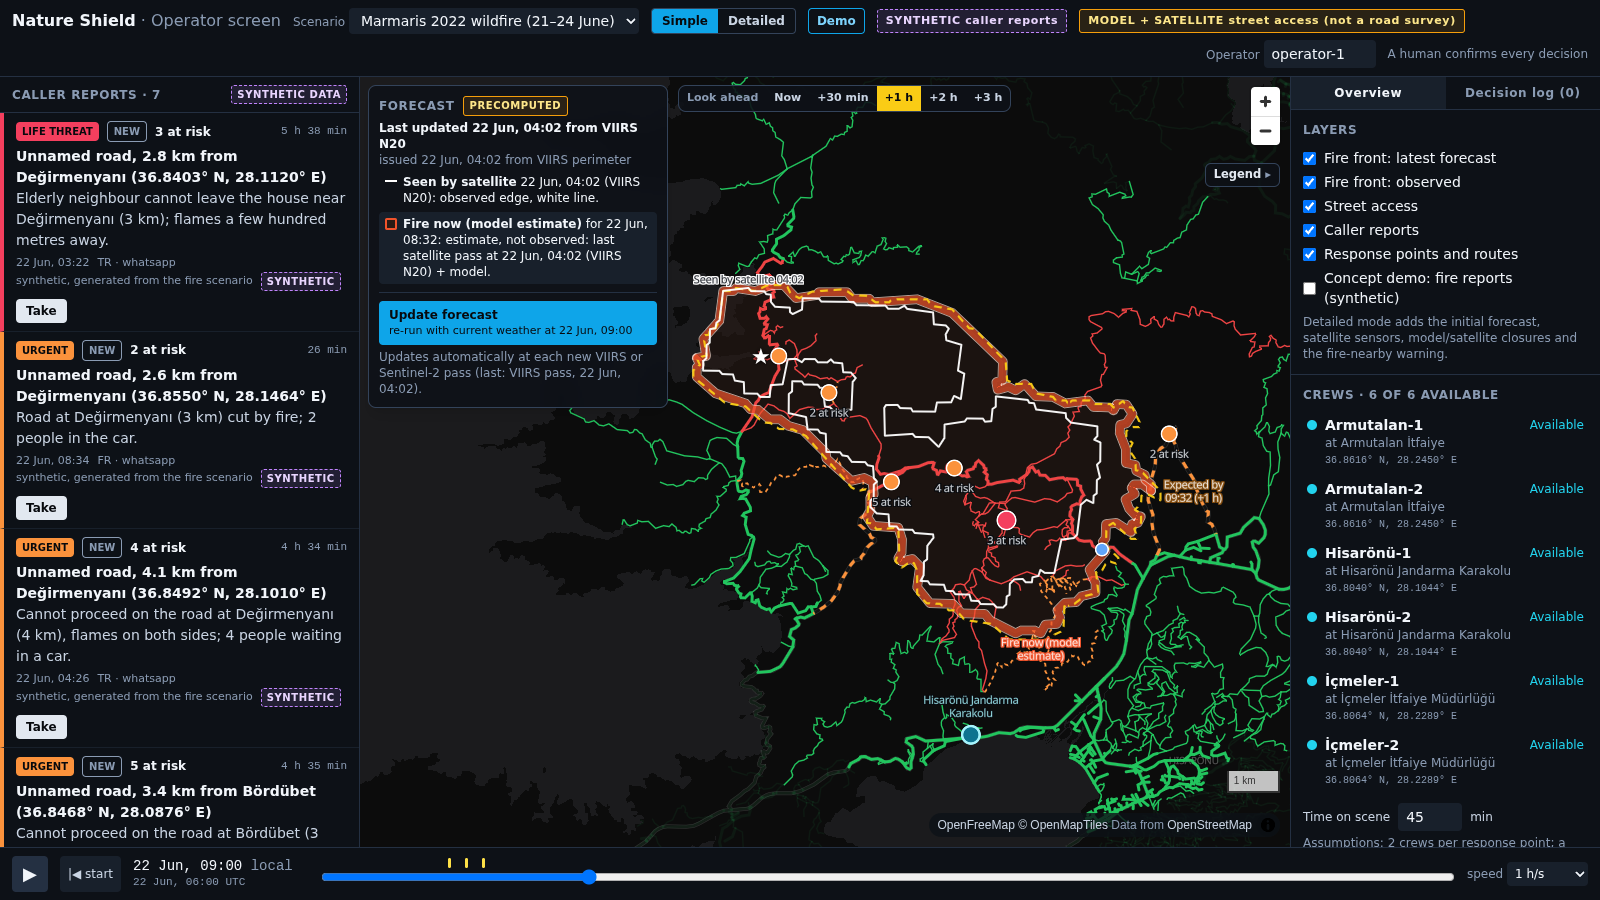 Nature Shield · Operator screen
Scenario
Marmaris 2022 wildfire (21–24 June)
Simple
Detailed
Demo
SYNTHETIC caller reports
MODEL + SATELLITE street access (not a road survey)
Operator
operator-1
A human confirms every decision
CALLER REPORTS · 7
SYNTHETIC DATA
LIFE THREAT
NEW
3 at risk
5 h 38 min
Unnamed road, 2.8 km from
Değirmenyanı (36.8403° N, 28.1120° E)
Elderly neighbour cannot leave the house near
Değirmenyanı (3 km); flames a few hundred
metres away.
22 Jun, 03:22 TR · whatsapp
synthetic, generated from the fire scenario
SYNTHETIC
Take
URGENT
NEW
2 at risk
26 min
Unnamed road, 2.6 km from
Değirmenyanı (36.8550° N, 28.1464° E)
Road at Değirmenyanı (3 km) cut by fire; 2
people in the car.
22 Jun, 08:34 FR · whatsapp
synthetic, generated from the fire scenario
SYNTHETIC
Take
URGENT
NEW
4 at risk
4 h 34 min
Unnamed road, 4.1 km from
Değirmenyanı (36.8492° N, 28.1010° E)
Cannot proceed on the road at Değirmenyanı
(4 km), flames on both sides; 4 people waiting
in a car.
22 Jun, 04:26 TR · whatsapp
synthetic, generated from the fire scenario
SYNTHETIC
Take
URGENT
NEW
5 at risk
4 h 35 min
Unnamed road, 3.4 km from Bördübet
(36.8468° N, 28.0876° E)
Cannot proceed on the road at Bördübet (3
FORECAST
PRECOMPUTED
Last updated 22 Jun, 04:02 from VIIRS
N20
issued 22 Jun, 04:02 from VIIRS perimeter
Seen by satellite 22 Jun, 04:02 (VIIRS
N20): observed edge, white line.
Fire now (model estimate) for 22 Jun,
08:32: estimate, not observed: last
satellite pass at 22 Jun, 04:02 (VIIRS
N20) + model.
Update forecast
re-run with current weather at 22 Jun, 09:00
Updates automatically at each new VIIRS or
Sentinel-2 pass (last: VIIRS pass, 22 Jun,
04:02).
Look ahead
Now
+30 min
+1 h
+2 h
+3 h
+
−
Legend ▸
Seen by satellite 04:02
2 at risk
5 at risk
4 at risk
3 at risk
2 at risk
Expected by
09:32 (+1 h)
Fire now (model
estimate)
Hisarönü Jandarma
Karakolu
1 km
OpenFreeMap © OpenMapTiles Data from OpenStreetMap
Overview
Decision log (0)
LAYERS
Fire front: latest forecast
Fire front: observed
Street access
Caller reports
Response points and routes
Concept demo: fire reports
(synthetic)
Detailed mode adds the initial forecast,
satellite sensors, model/satellite closures and
the fire-nearby warning.
CREWS · 6 OF 6 AVAILABLE
Armutalan-1
Available
at Armutalan İtfaiye
36.8616° N, 28.2450° E
Armutalan-2
Available
at Armutalan İtfaiye
36.8616° N, 28.2450° E
Hisarönü-1
Available
at Hisarönü Jandarma Karakolu
36.8040° N, 28.1044° E
Hisarönü-2
Available
at Hisarönü Jandarma Karakolu
36.8040° N, 28.1044° E
İçmeler-1
Available
at İçmeler İtfaiye Müdürlüğü
36.8064° N, 28.2289° E
İçmeler-2
Available
at İçmeler İtfaiye Müdürlüğü
36.8064° N, 28.2289° E
Time on scene
45
min
Assumptions: 2 crews per response point; a
▶
|◀ start
22 Jun, 09:00 local
22 Jun, 06:00 UTC
speed
1 h/s